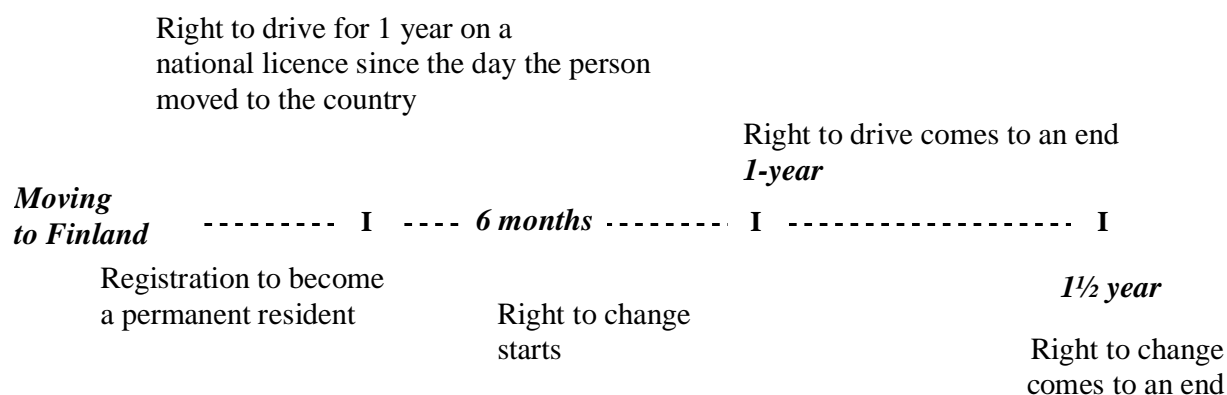 Right to drive for 1 year on a
national licence since the day the person
moved to the country
Right to drive comes to an end
1-year
Moving
to Finland --------- I ---- 6 months -------- I ------------------- I
Registration to become
a permanent resident
1½ year
Right to change
starts
Right to change
comes to an end